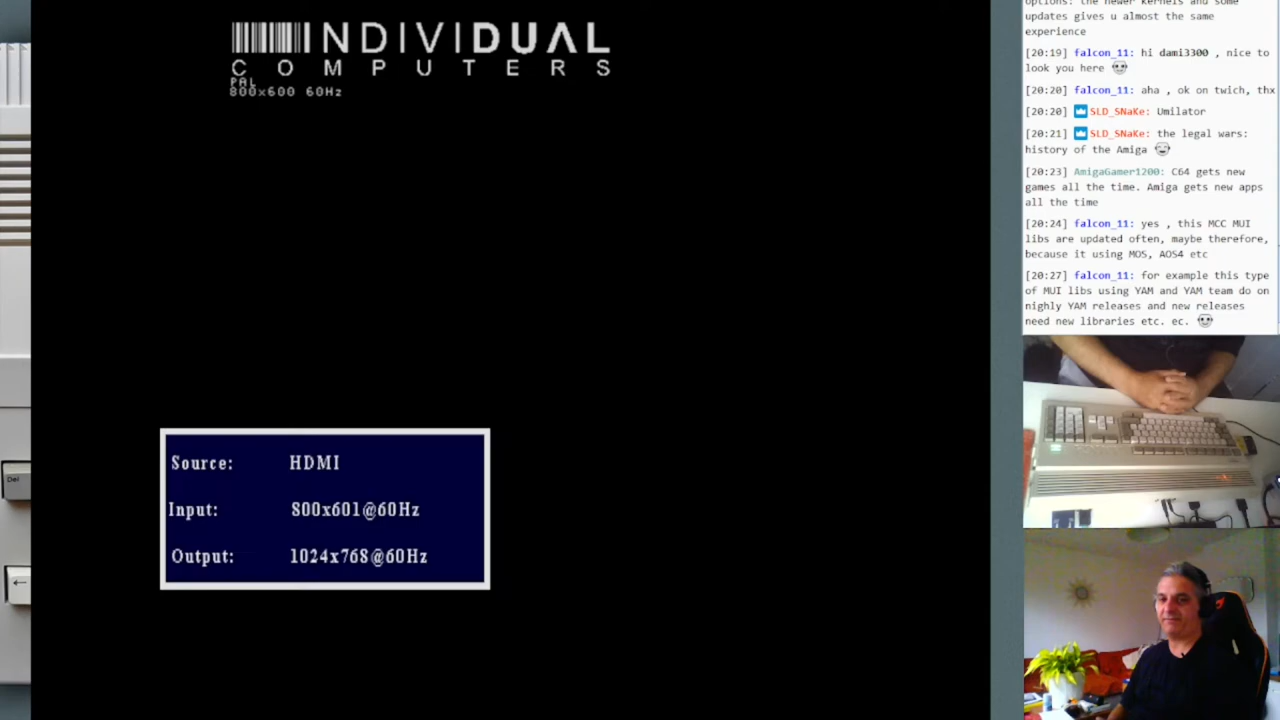 INDIVIDUAL
COMPUTERS
PAL
800x600 60Hz
Source: HDMI
Input: 800x601@60Hz
Output: 1024x768@60Hz
Del
←
options: the newer kernels and some
updates gives u almost the same
experience
[20:19] falcon_11: hi dami3300 , nice to
look you here
[20:20] falcon_11: aha , ok on twich, thx
[20:20] SLD_SNaKe: Umilator
[20:21] SLD_SNaKe: the legal wars:
history of the Amiga
[20:23] AmigaGamer1200: C64 gets new
games all the time. Amiga gets new apps
all the time
[20:24] falcon_11: yes , this MCC MUI
libs are updated often, maybe therefore,
because it using MOS, AOS4 etc
[20:27] falcon_11: for example this type
of MUI libs using YAM and YAM team do on
nighly YAM releases and new releases
need new libraries etc. ec.